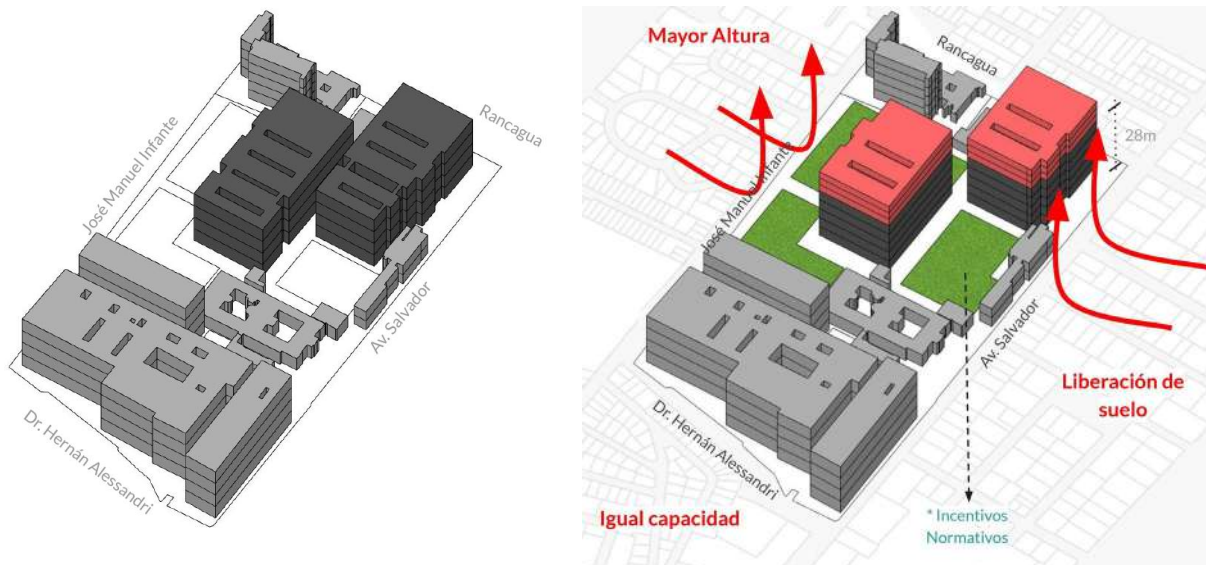 José Manuel Infante
Rancagua
Av. Salvador
Dr. Hernán Alessandri
Mayor Altura
Rancagua
28m
José Manuel Infante
Av. Salvador
Liberación de
suelo
Dr. Hernán Alessandri
Igual capacidad
* Incentivos
Normativos